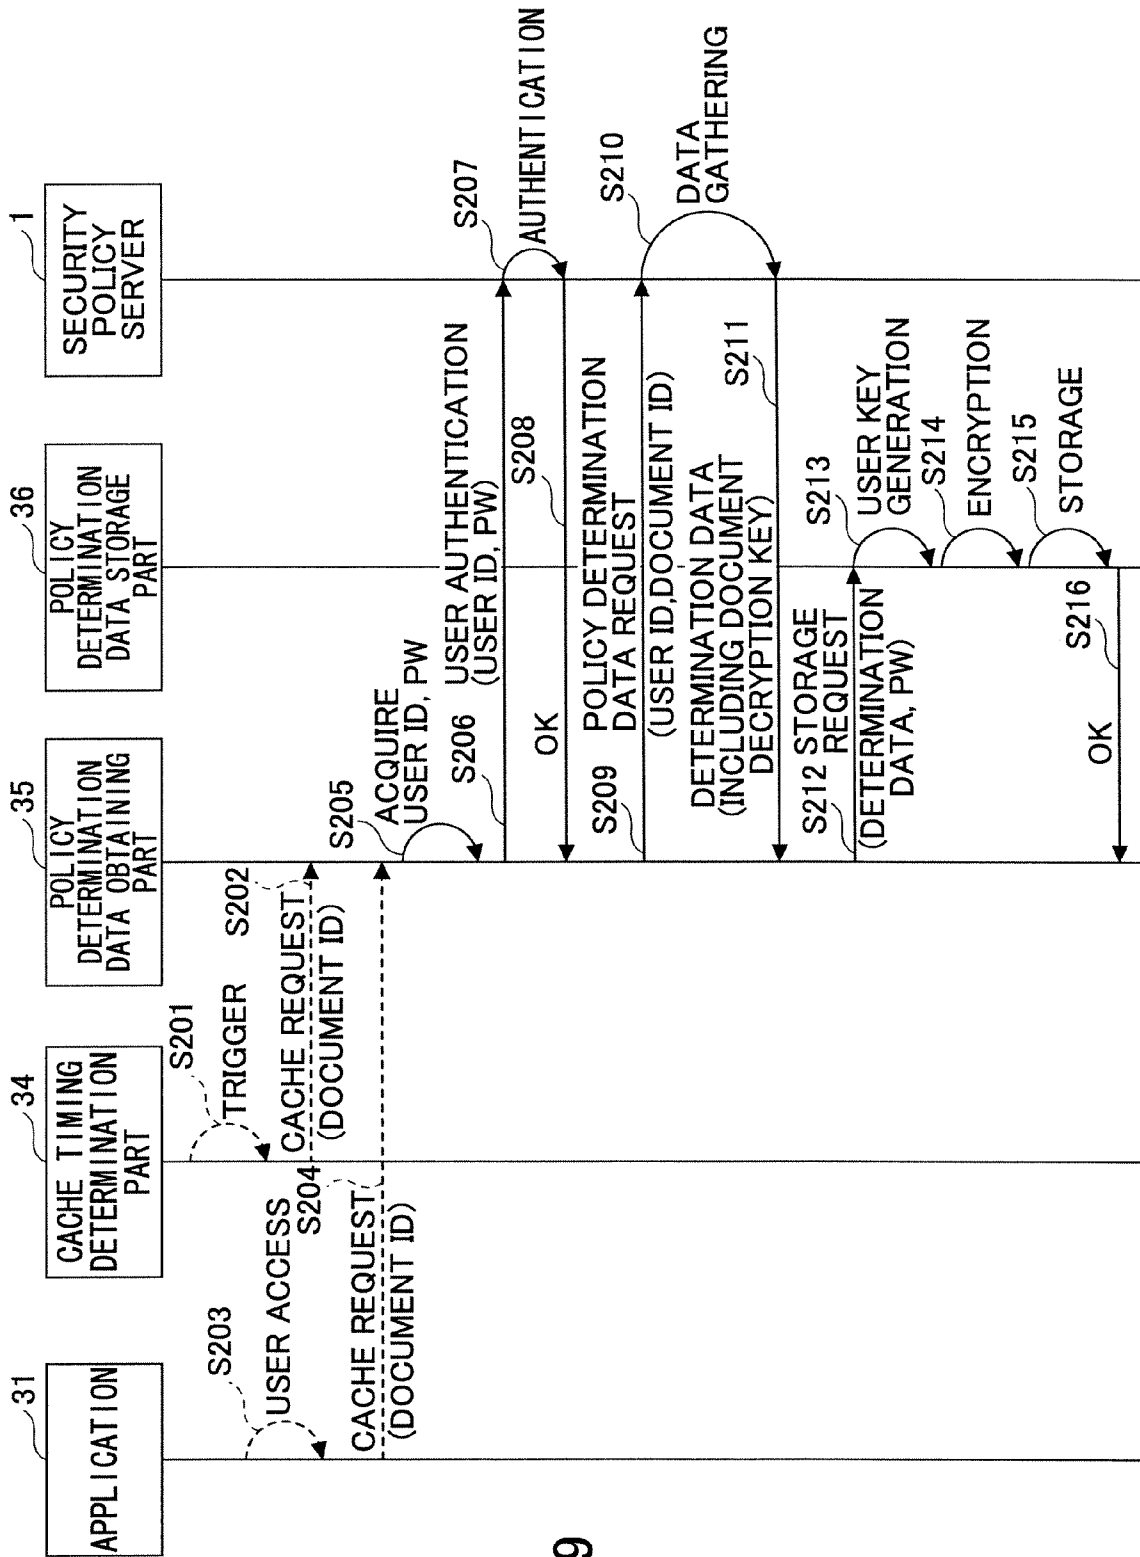 31
APPLICATION
34
CACHE TIMING
DETERMINATION
PART
35
POLICY
DETERMINATION
DATA OBTAINING
PART
36
POLICY
DETERMINATION
DATA STORAGE
PART
1
SECURITY
POLICY
SERVER
S201
TRIGGER
S202
CACHE REQUEST
(DOCUMENT ID)
S203
USER ACCESS
S204
CACHE REQUEST
(DOCUMENT ID)
S205
ACQUIRE
USER ID, PW
S206
USER AUTHENTICATION
(USER ID, PW)
S207
AUTHENTICATION
S208
OK
S209
POLICY DETERMINATION
DATA REQUEST
(USER ID,DOCUMENT ID)
S210
DATA
GATHERING
S211
DETERMINATION DATA
(INCLUDING DOCUMENT
DECRYPTION KEY)
S212 STORAGE
REQUEST
(DETERMINATION
DATA, PW)
S213
USER KEY
GENERATION
S214
ENCRYPTION
S215
STORAGE
S216
OK
9